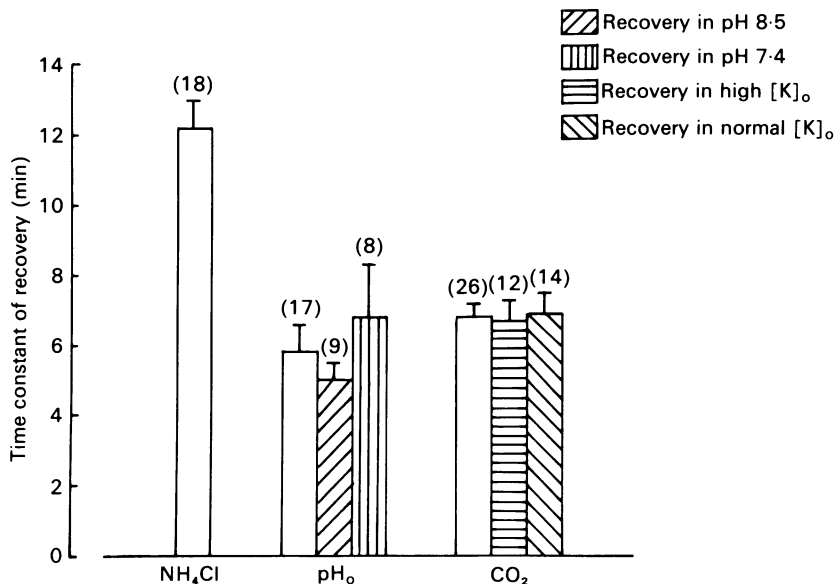 Recovery in pH 8·5
Recovery in pH 7·4
Recovery in high [K]ₒ
Recovery in normal [K]ₒ
Time constant of recovery (min)
14
12
10
8
6
4
2
0
(18)
(17)
(9)
(8)
(26)
(12)
(14)
NH₄Cl
pHₒ
CO₂